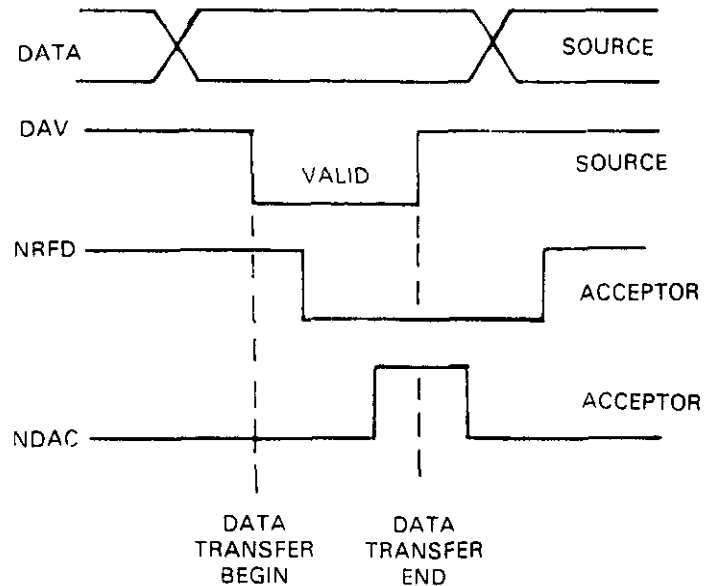 DATA
SOURCE
DAV
VALID
SOURCE
NRFD
ACCEPTOR
ACCEPTOR
NDAC
DATA
TRANSFER
BEGIN
DATA
TRANSFER
END